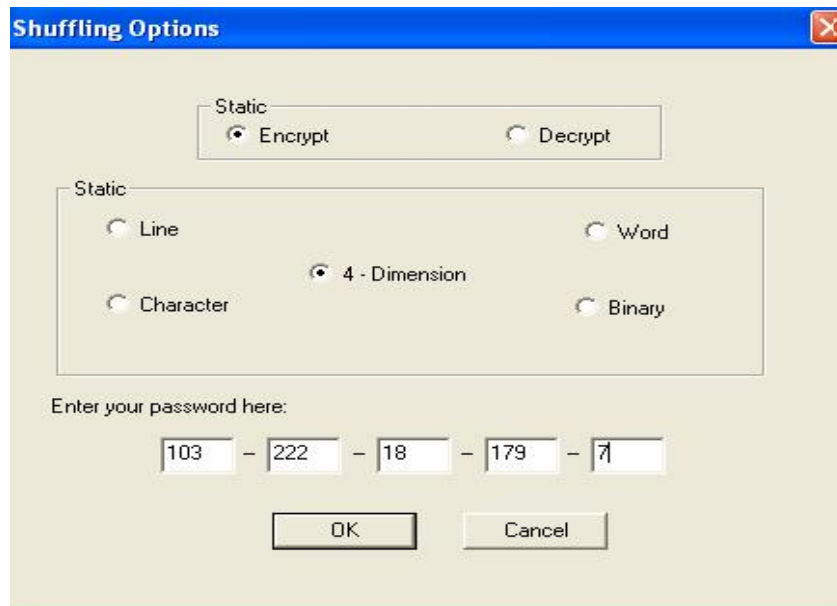 Shuffling Options
Static
Encrypt Decrypt
Static
Line Word
4 - Dimension
Character Binary
Enter your password here:
103 – 222 – 18 – 179 – 7
OK Cancel